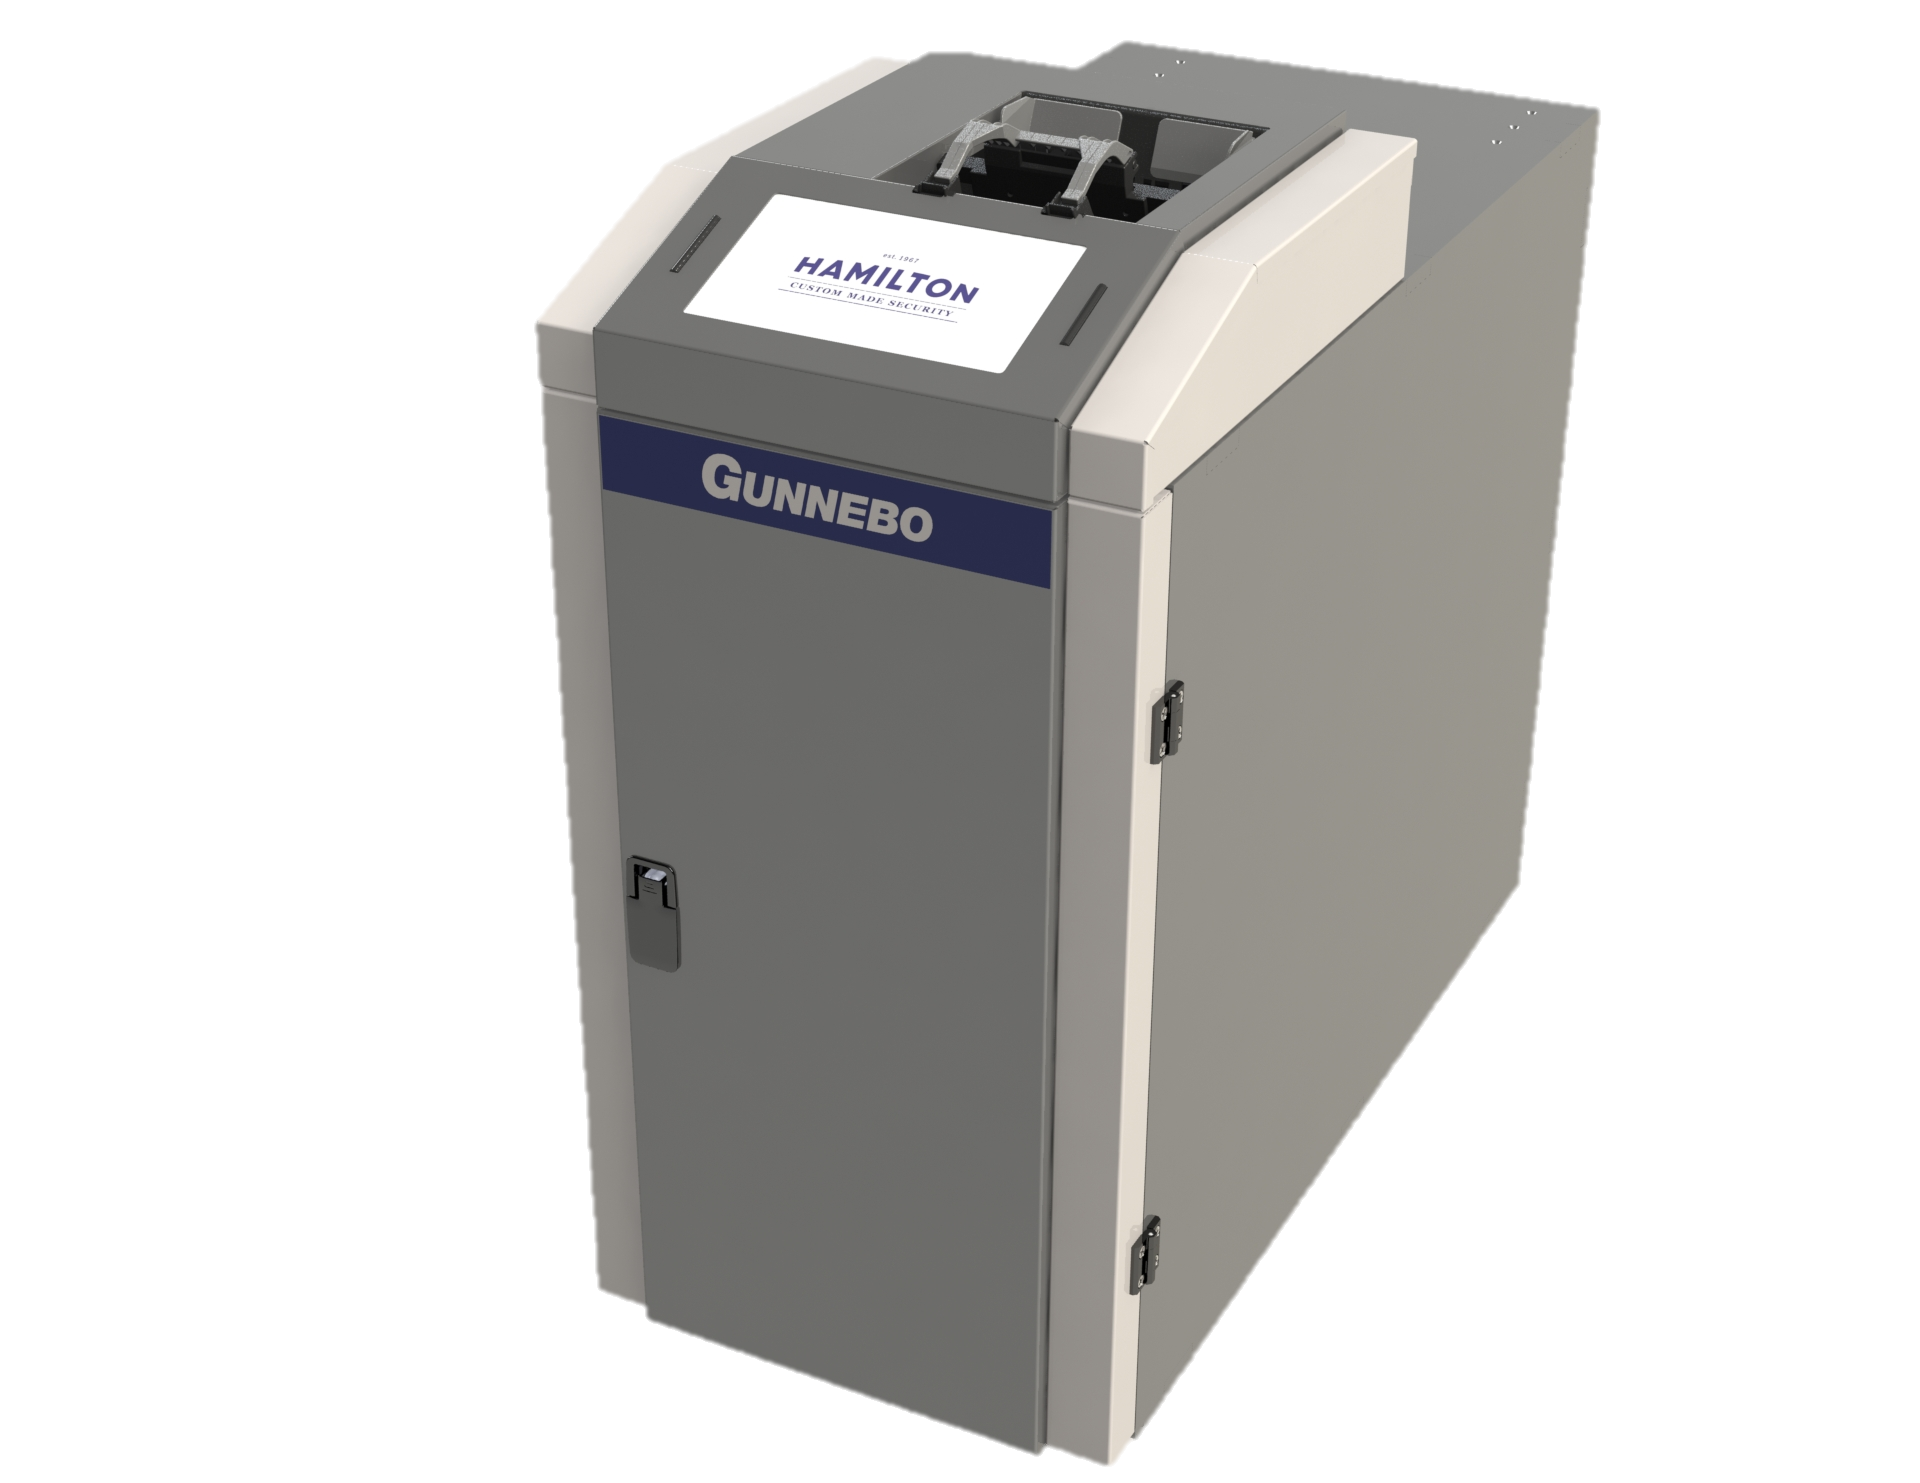 est. 1967
HAMILTON
CUSTOM MADE SECURITY
GUNNEBO